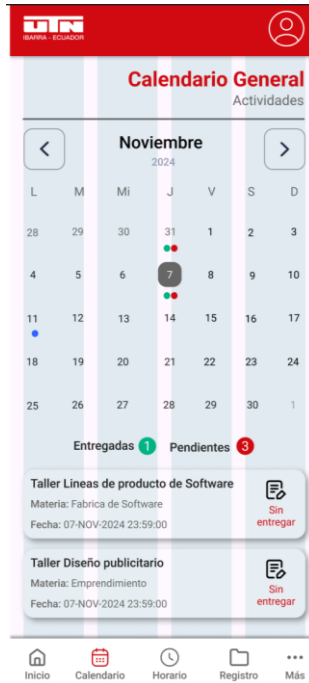 UTN
IBARRA - ECUADOR
Calendario General
Actividades
Noviembre
2024
L M Mi J V S D
28 29 30 31 1 2 3
4 5 6 7 8 9 10
11 12 13 14 15 16 17
18 19 20 21 22 23 24
25 26 27 28 29 30 1
Entregadas 1 Pendientes 3
Taller Lineas de producto de Software
Materia: Fabrica de Software
Fecha: 07-NOV-2024 23:59:00
Sin
entregar
Taller Diseño publicitario
Materia: Emprendimiento
Fecha: 07-NOV-2024 23:59:00
Sin
entregar
Inicio Calendario Horario Registro Más